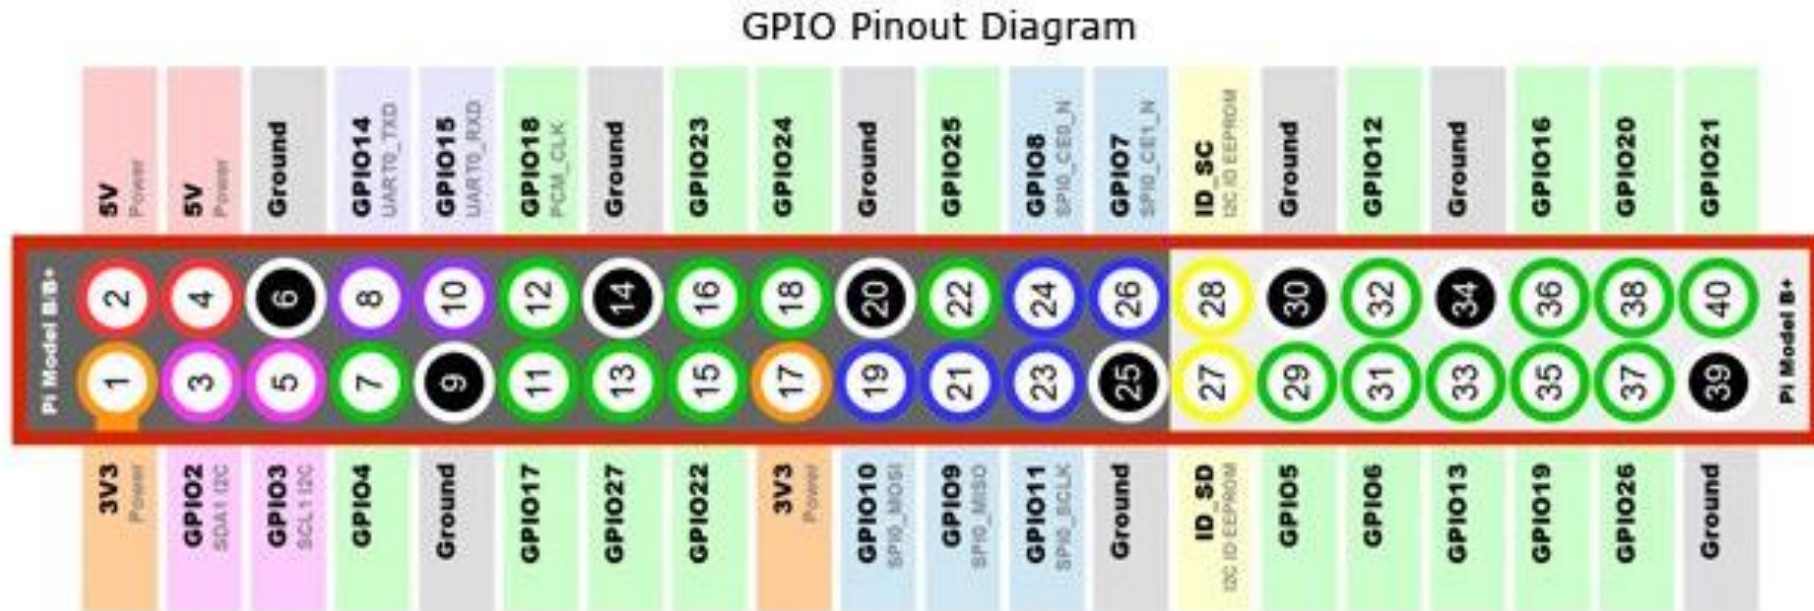 GPIO Pinout Diagram
5V
Power
5V
Power
Ground
GPIO14
UART0_TXD
GPIO15
UART0_RXD
GPIO18
PCM_CLK
Ground
GPIO23
GPIO24
Ground
GPIO25
GPIO8
SPI0_CE0_N
GPIO7
SPI0_CE1_N
ID_SC
I2C ID EEPROM
Ground
GPIO12
Ground
GPIO16
GPIO20
GPIO21
Pi Model B/B+
2 4 6 8 10 12 14 16 18 20 22 24 26 28 30 32 34 36 38 40
1 3 5 7 9 11 13 15 17 19 21 23 25 27 29 31 33 35 37 39
Pi Model B+
3V3
Power
GPIO2
SDA1 I2C
GPIO3
SCL1 I2C
GPIO4
Ground
GPIO17
GPIO27
GPIO22
3V3
Power
GPIO10
SPI0_MOSI
GPIO9
SPI0_MISO
GPIO11
SPI0_SCLK
Ground
ID_SD
I2C ID EEPROM
GPIO5
GPIO6
GPIO13
GPIO19
GPIO26
Ground